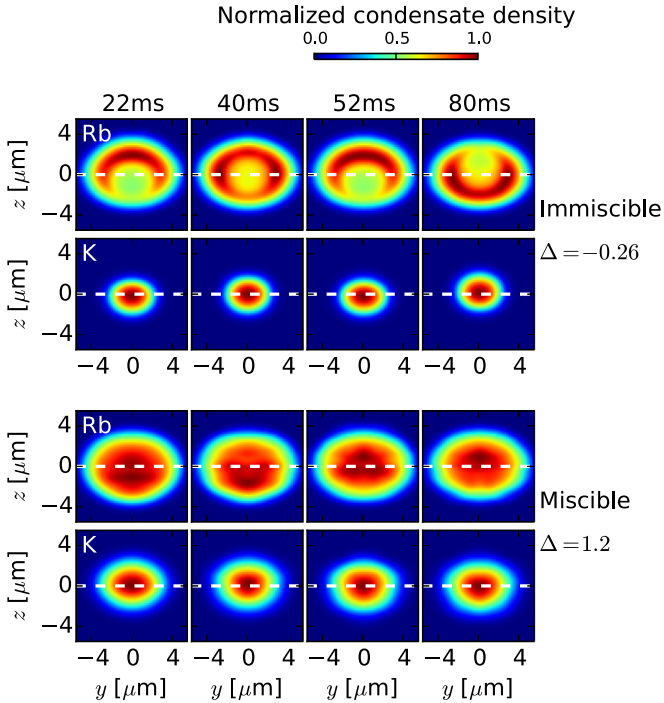 Normalized condensate density
0.0 0.5 1.0
22ms 40ms 52ms 80ms
Rb
4
0
−4
z [μm]
Immiscible
K
4
0
−4
z [μm]
Δ = −0.26
−4 0 4 −4 0 4 −4 0 4 −4 0 4
Rb
4
0
−4
z [μm]
Miscible
K
4
0
−4
z [μm]
Δ = 1.2
−4 0 4 −4 0 4 −4 0 4 −4 0 4
y [μm] y [μm] y [μm] y [μm]